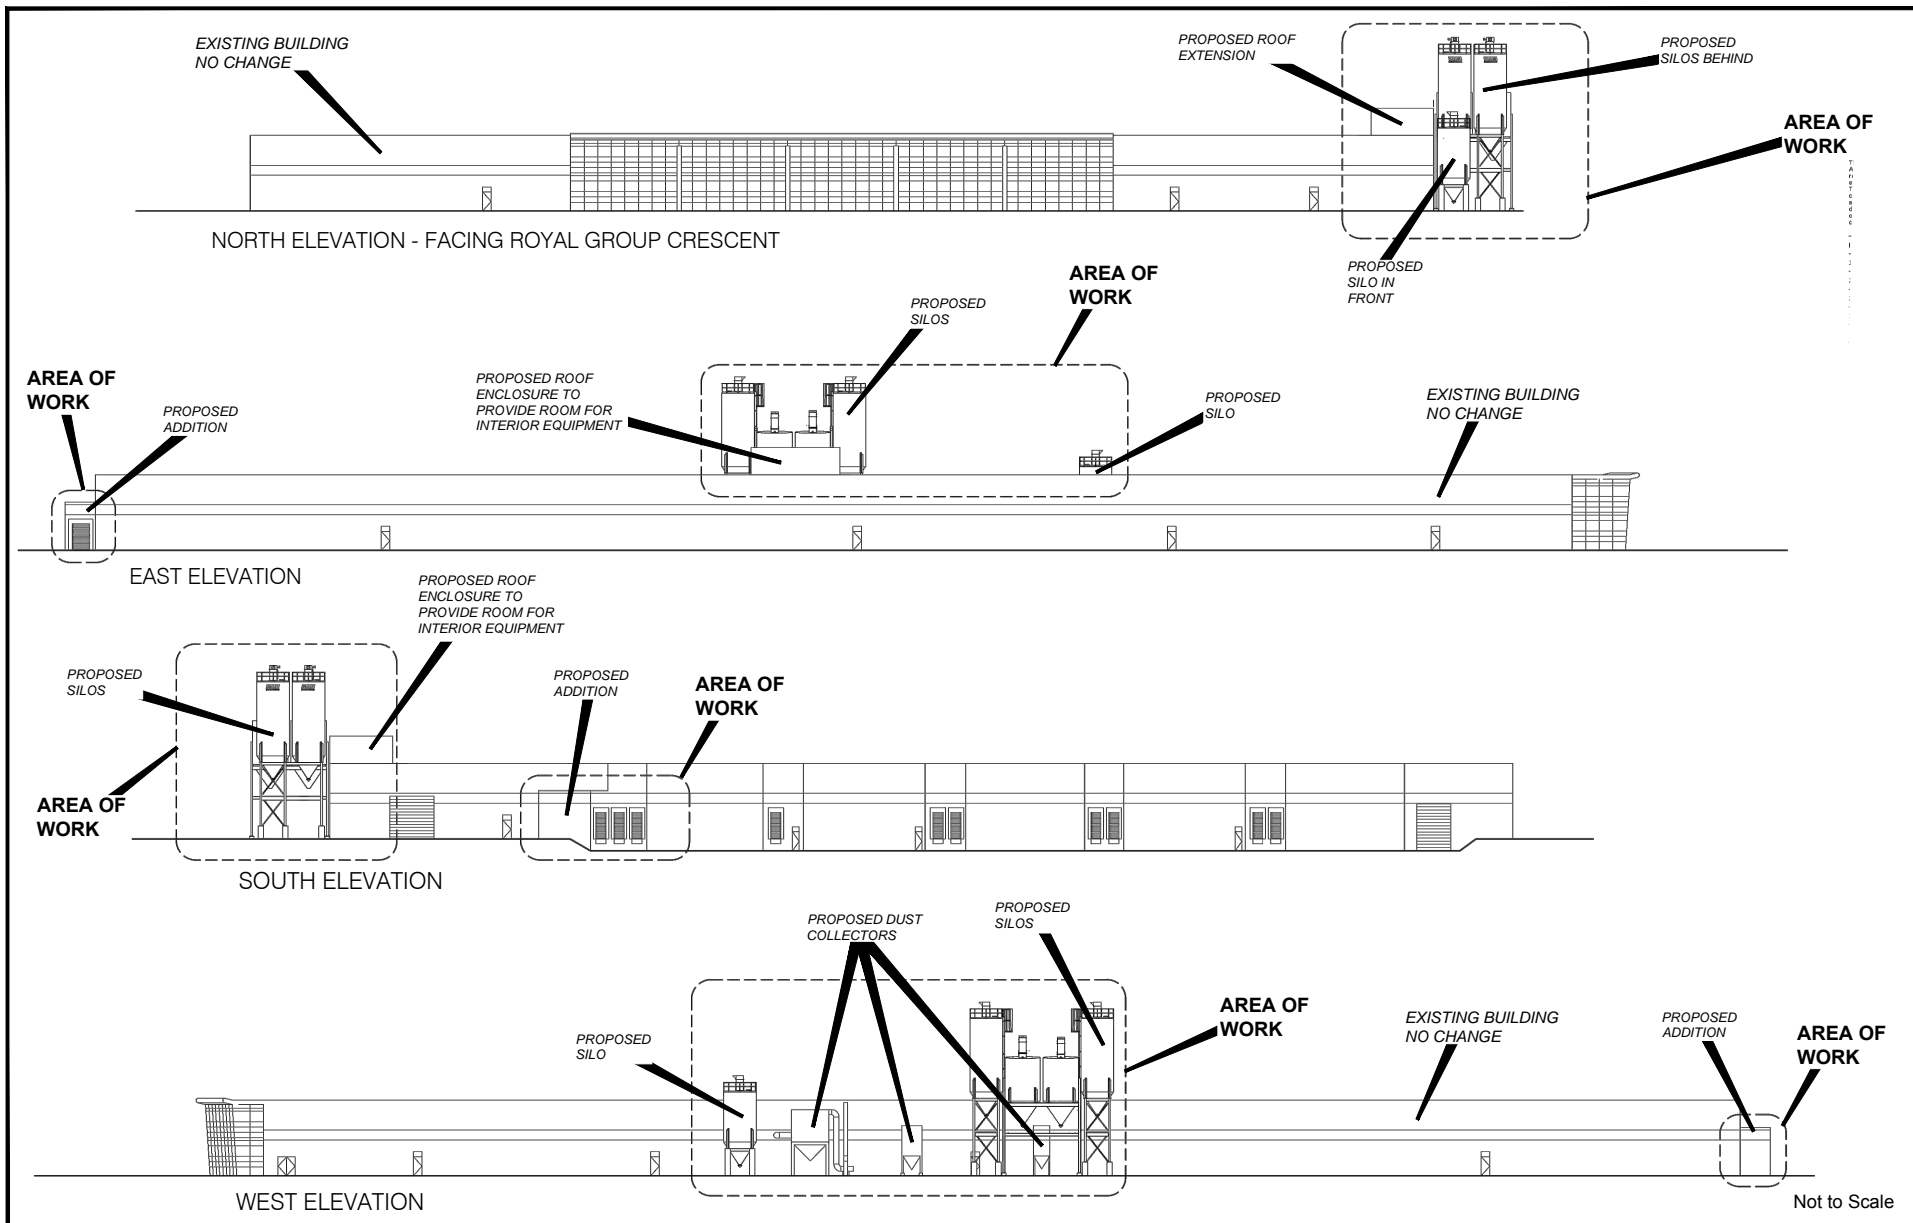 EXISTING BUILDING
NO CHANGE
PROPOSED ROOF
EXTENSION
PROPOSED
SILOS BEHIND
AREA OF
WORK
NORTH ELEVATION - FACING ROYAL GROUP CRESCENT
PROPOSED
SILO IN
FRONT
AREA OF
WORK
PROPOSED
SILOS
AREA OF
WORK
PROPOSED
ADDITION
PROPOSED ROOF
ENCLOSURE TO
PROVIDE ROOM FOR
INTERIOR EQUIPMENT
PROPOSED
SILO
EXISTING BUILDING
NO CHANGE
EAST ELEVATION
PROPOSED ROOF
ENCLOSURE TO
PROVIDE ROOM FOR
INTERIOR EQUIPMENT
PROPOSED
SILOS
PROPOSED
ADDITION
AREA OF
WORK
AREA OF
WORK
SOUTH ELEVATION
PROPOSED DUST
COLLECTORS
PROPOSED
SILOS
PROPOSED
SILO
AREA OF
WORK
EXISTING BUILDING
NO CHANGE
PROPOSED
ADDITION
AREA OF
WORK
WEST ELEVATION
Not to Scale